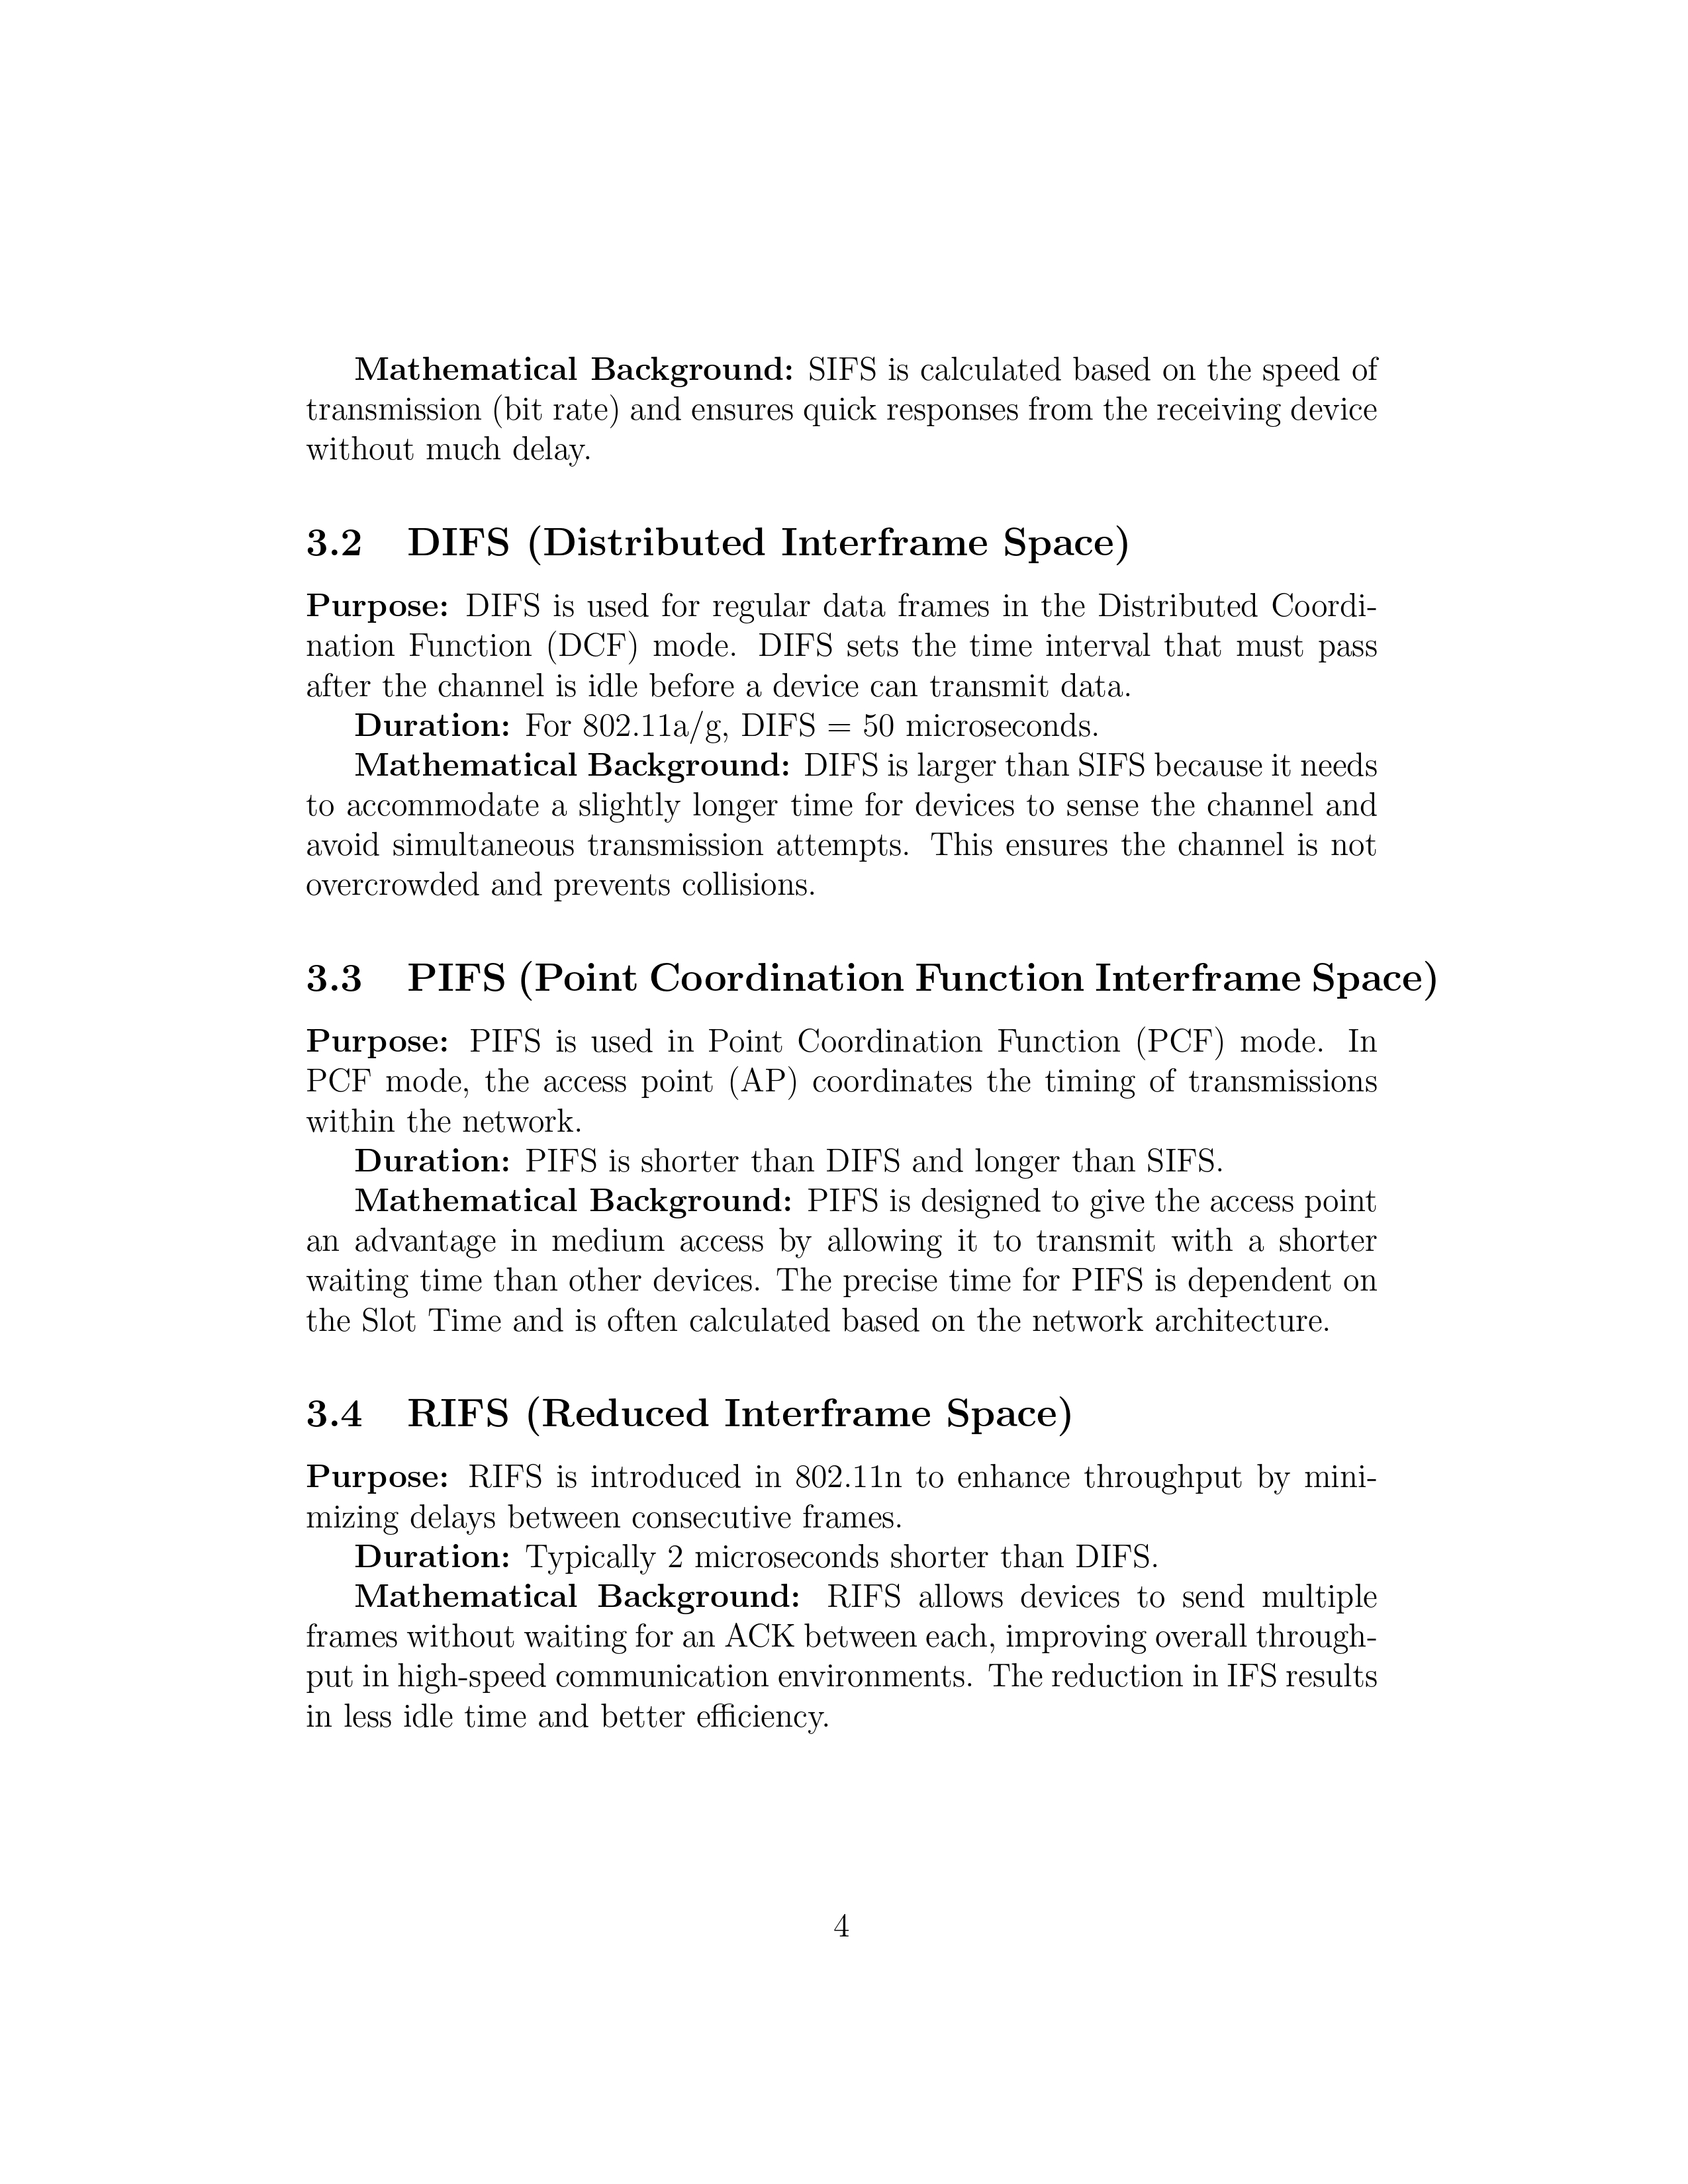 Mathematical Background: SIFS is calculated based on the speed of
transmission (bit rate) and ensures quick responses from the receiving device
without much delay.
3.2 DIFS (Distributed Interframe Space)
Purpose: DIFS is used for regular data frames in the Distributed Coordi-
nation Function (DCF) mode. DIFS sets the time interval that must pass
after the channel is idle before a device can transmit data.
Duration: For 802.11a/g, DIFS = 50 microseconds.
Mathematical Background: DIFS is larger than SIFS because it needs
to accommodate a slightly longer time for devices to sense the channel and
avoid simultaneous transmission attempts. This ensures the channel is not
overcrowded and prevents collisions.
3.3 PIFS (Point Coordination Function Interframe Space)
Purpose: PIFS is used in Point Coordination Function (PCF) mode. In
PCF mode, the access point (AP) coordinates the timing of transmissions
within the network.
Duration: PIFS is shorter than DIFS and longer than SIFS.
Mathematical Background: PIFS is designed to give the access point
an advantage in medium access by allowing it to transmit with a shorter
waiting time than other devices. The precise time for PIFS is dependent on
the Slot Time and is often calculated based on the network architecture.
3.4 RIFS (Reduced Interframe Space)
Purpose: RIFS is introduced in 802.11n to enhance throughput by mini-
mizing delays between consecutive frames.
Duration: Typically 2 microseconds shorter than DIFS.
Mathematical Background: RIFS allows devices to send multiple
frames without waiting for an ACK between each, improving overall through-
put in high-speed communication environments. The reduction in IFS results
in less idle time and better efficiency.
4